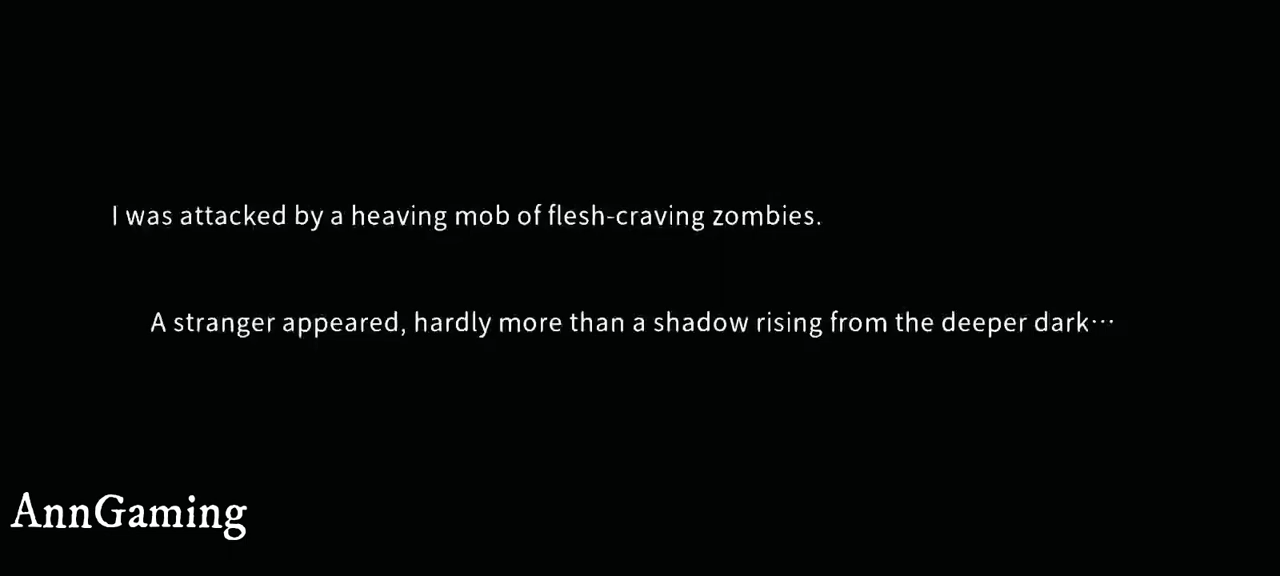 I was attacked by a heaving mob of flesh-craving zombies.
A stranger appeared, hardly more than a shadow rising from the deeper dark⋯
AnnGaming